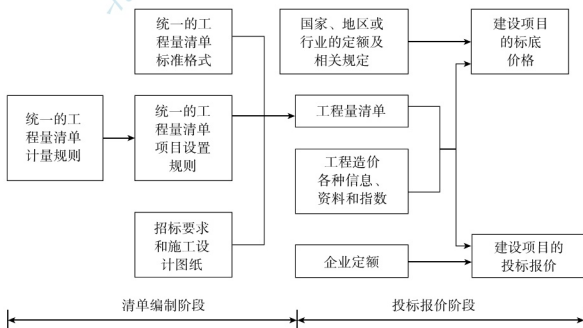 统一的工
程量清单
标准格式
国家、地区或
行业的定额及
相关规定
建设项目
的标底
价格
统一的工
程量清单
计量规则
统一的工
程量清单
项目设置
规则
工程量清单
工程造价
各种信息、
资料和指数
招标要求
和施工设
计图纸
企业定额
建设项目的
投标报价
清单编制阶段
投标报价阶段